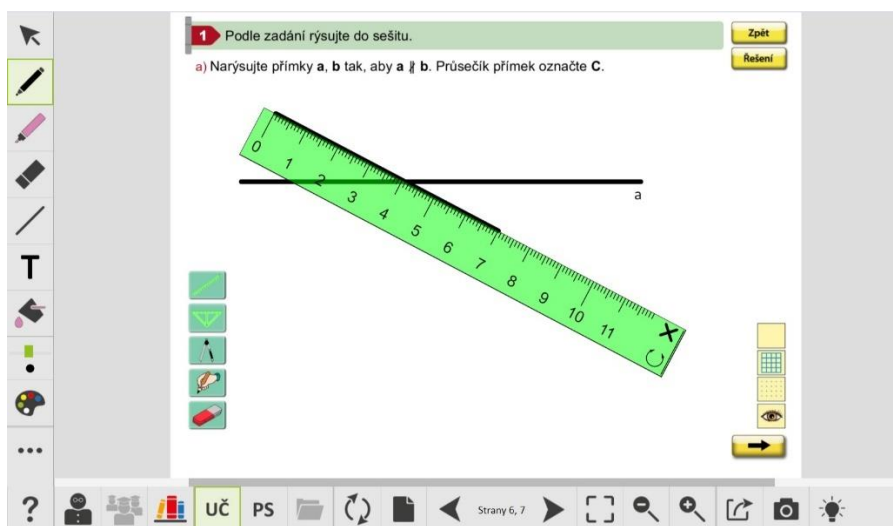 1 Podle zadání rýsujte do sešitu.
Zpět
Řešení
a) Narýsujte přímky a, b tak, aby a ∦ b. Průsečík přímek označte C.
0 1 2 3 4 5 6 7 8 9 10 11
a
T
? UČ PS Strany 6, 7